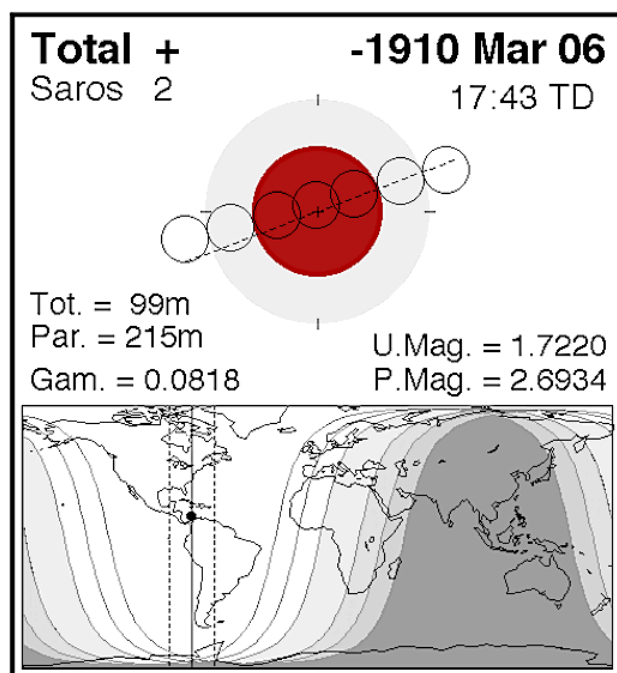 Total + -1910 Mar 06
Saros 2 17:43 TD
Tot. = 99m
Par. = 215m
U.Mag. = 1.7220
Gam. = 0.0818
P.Mag. = 2.6934